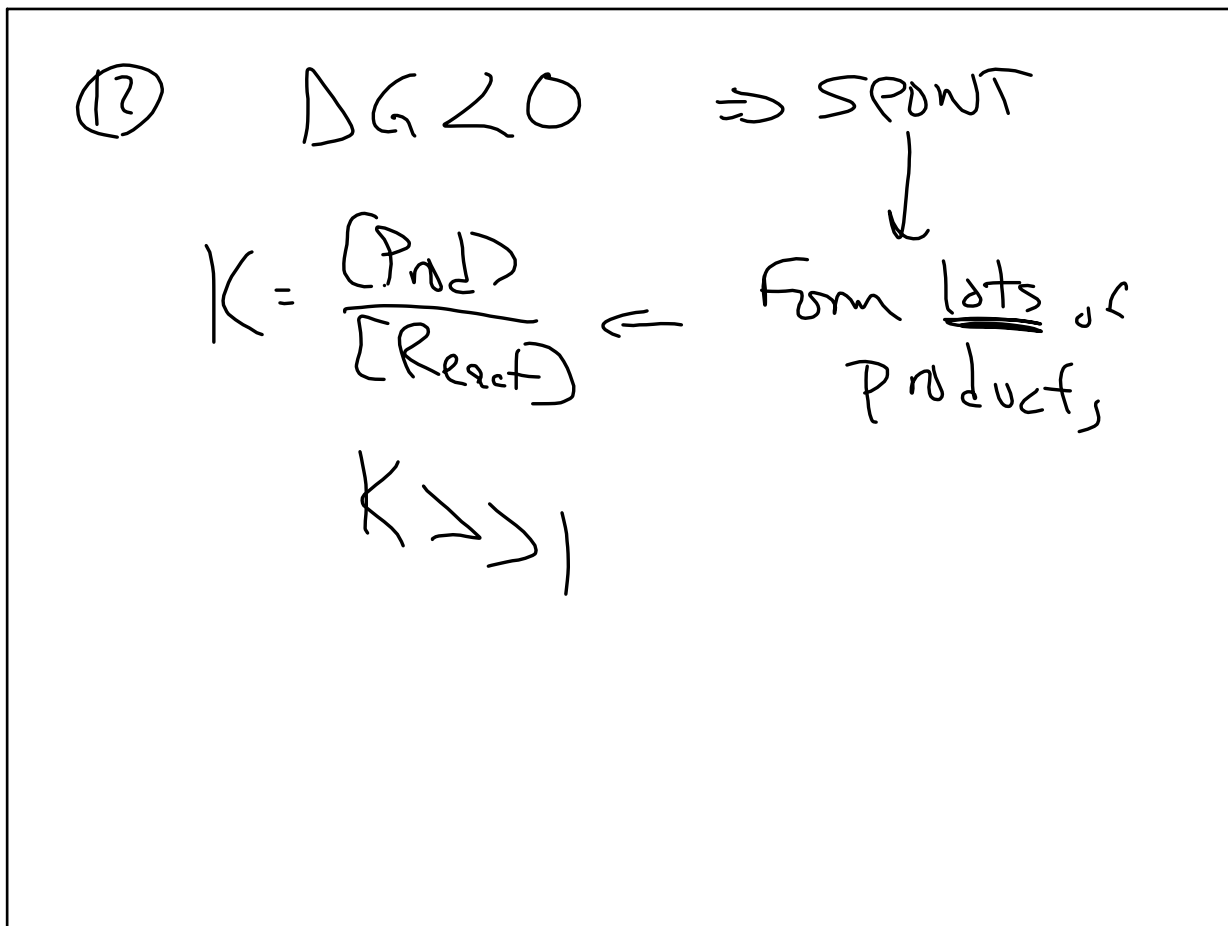 12 ΔG<0 ⇒ SPONT
K = [Prod] / [React] ← Form lots of
products
K>>1